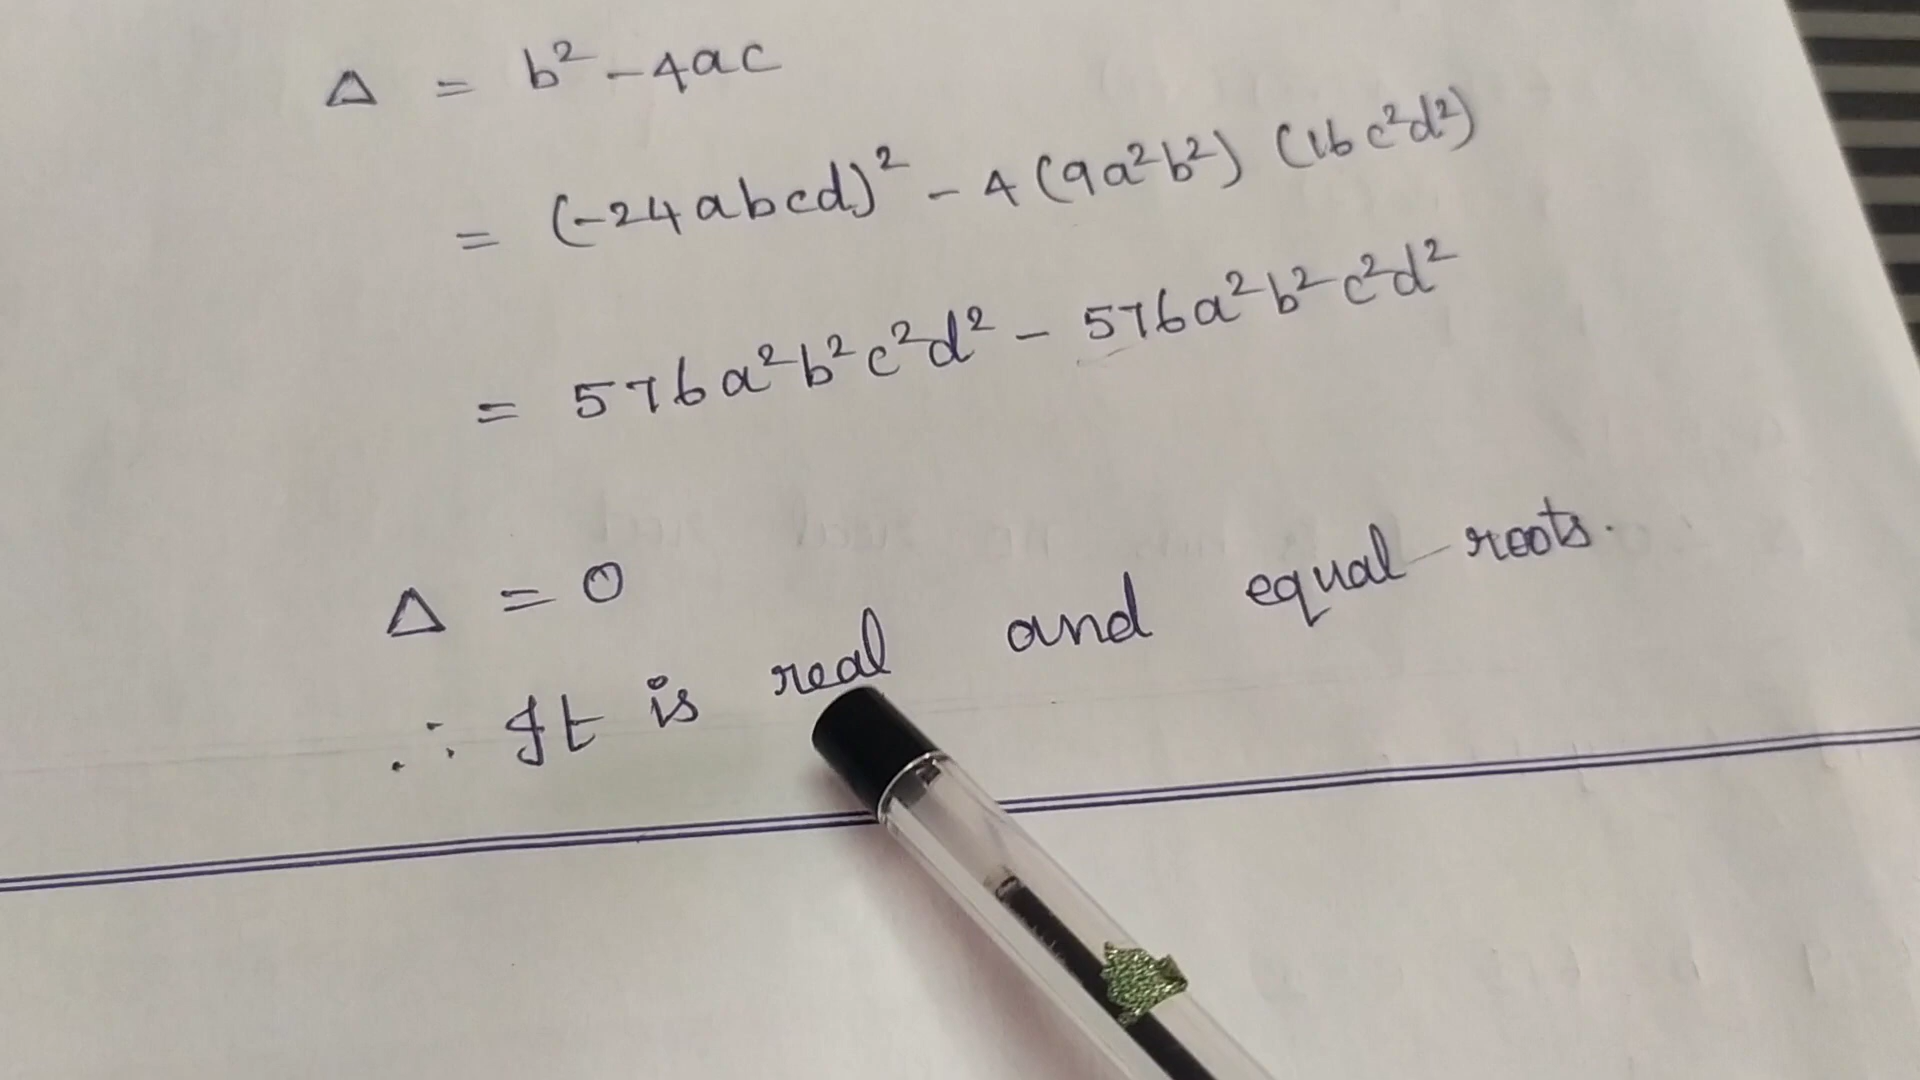 Δ = b² - 4ac
= (-24abcd)² - 4(9a²b²) (16c²d²)
= 576a²b²c²d² - 576a²b²c²d²
Δ = 0
∴ It is real and equal roots.